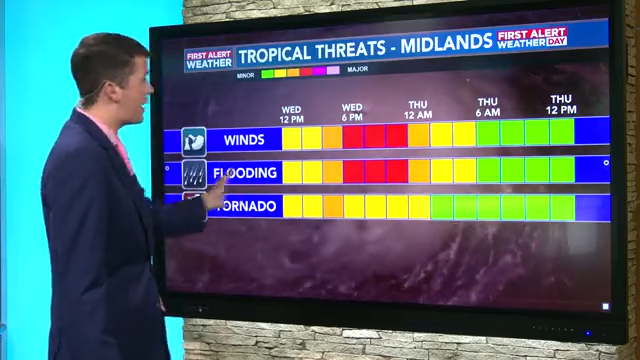 FIRST ALERT
WEATHER
TROPICAL THREATS - MIDLANDS
FIRST ALERT
WEATHER DAY
MINOR
MAJOR
WED
12 PM
WED
6 PM
THU
12 AM
THU
6 AM
THU
12 PM
WINDS
FLOODING
TORNADO